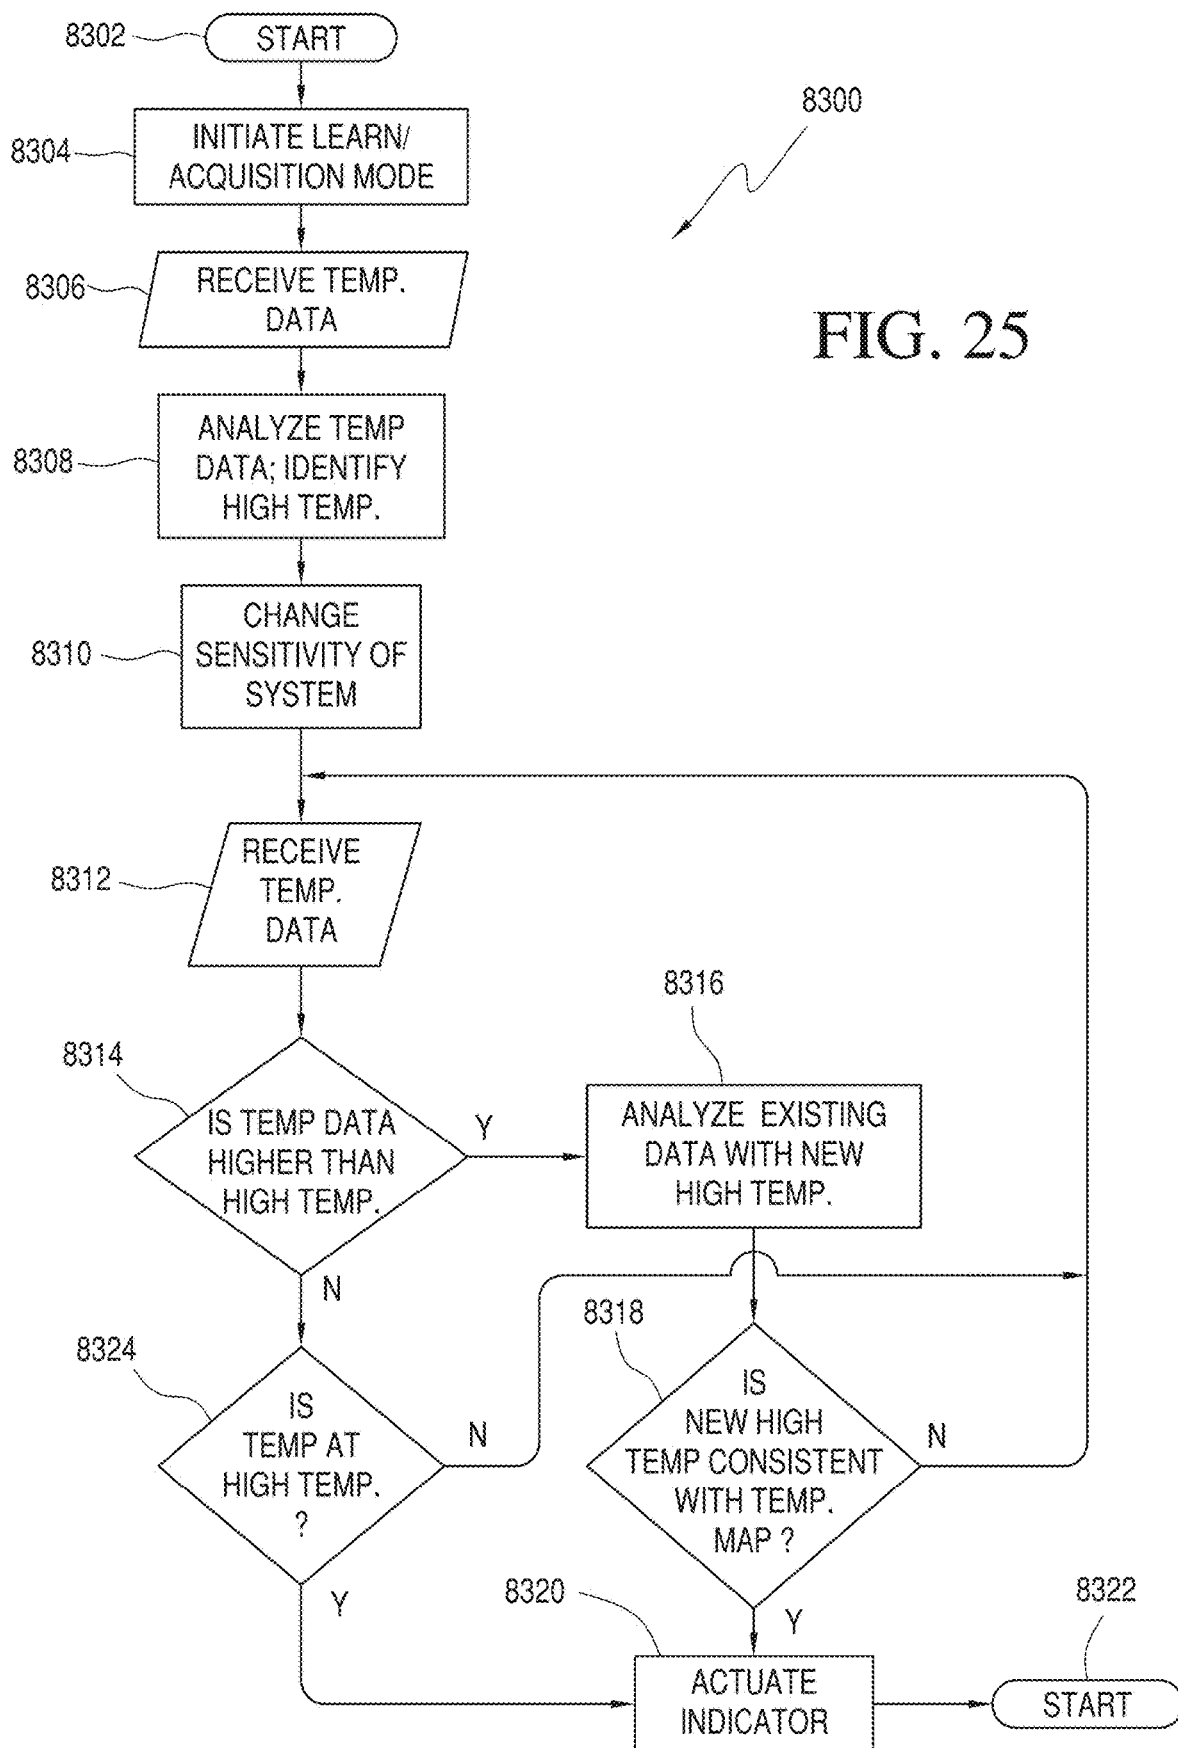 8302
START
8300
8304
INITIATE LEARN/
ACQUISITION MODE
8306
RECEIVE TEMP.
DATA
FIG. 25
8308
ANALYZE TEMP
DATA; IDENTIFY
HIGH TEMP.
8310
CHANGE
SENSITIVITY OF
SYSTEM
8312
RECEIVE
TEMP.
DATA
8314
IS TEMP DATA
HIGHER THAN
HIGH TEMP.
Y
N
8316
ANALYZE EXISTING
DATA WITH NEW
HIGH TEMP.
8324
IS
TEMP AT
HIGH TEMP.
?
N
Y
8318
IS
NEW HIGH
TEMP CONSISTENT
WITH TEMP.
MAP ?
N
Y
8320
ACTUATE
INDICATOR
8322
START